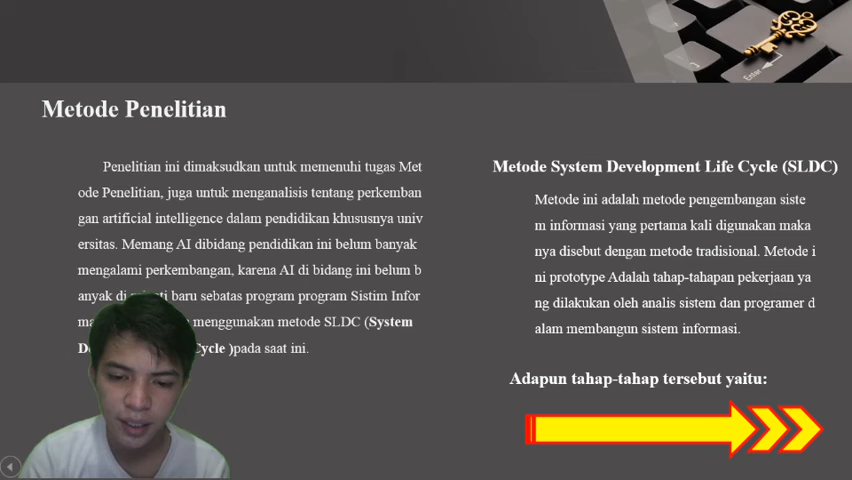 Metode Penelitian
Penelitian ini dimaksudkan untuk memenuhi tugas Met
ode Penelitian, juga untuk menganalisis tentang perkemban
gan artificial intelligence dalam pendidikan khususnya univ
ersitas. Memang AI dibidang pendidikan ini belum banyak
mengalami perkembangan, karena AI di bidang ini belum b
anyak di baru sebatas program program Sistim Infor
menggunakan metode SLDC (System
Cycle )pada saat ini.
Metode System Development Life Cycle (SLDC)
Metode ini adalah metode pengembangan siste
m informasi yang pertama kali digunakan maka
nya disebut dengan metode tradisional. Metode i
ni prototype Adalah tahap-tahapan pekerjaan ya
ng dilakukan oleh analis sistem dan programer d
alam membangun sistem informasi.
Adapun tahap-tahap tersebut yaitu:
Enter